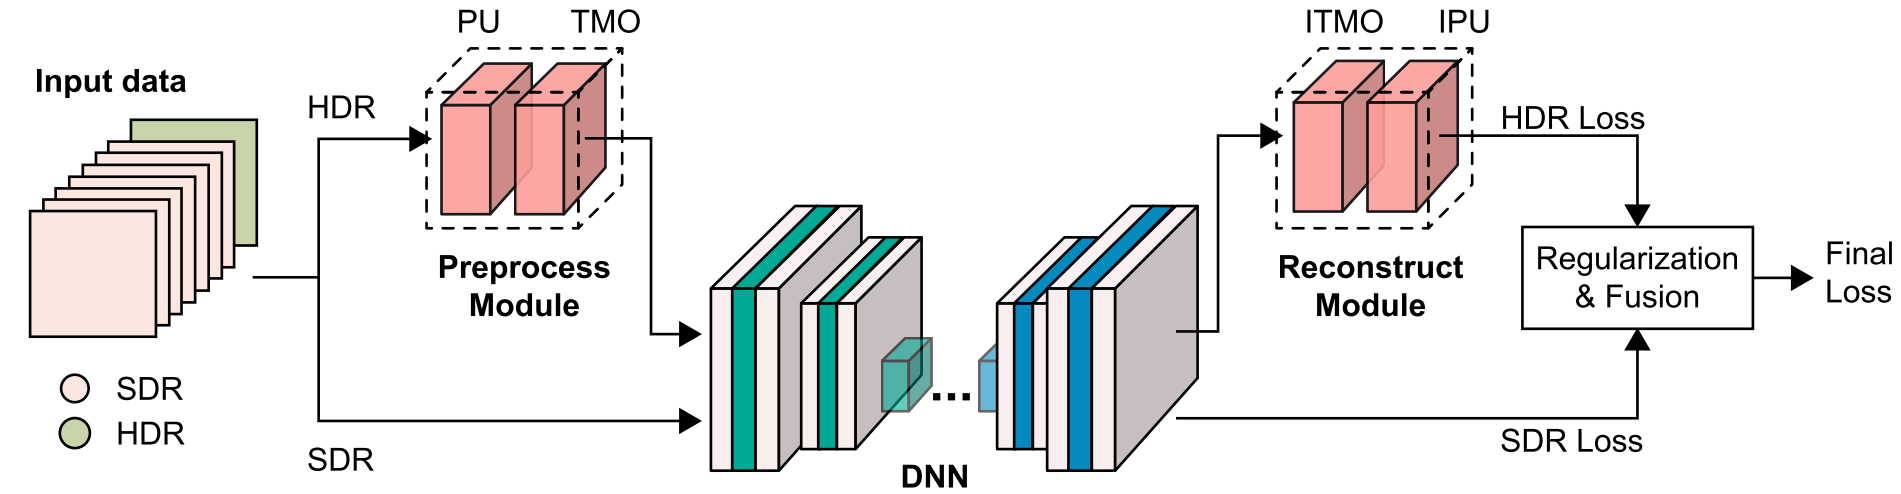 Input data
SDR
HDR
HDR
SDR
PU
TMO
Preprocess
Module
DNN
ITMO
IPU
Reconstruct
Module
HDR Loss
SDR Loss
Regularization
& Fusion
Final
Loss